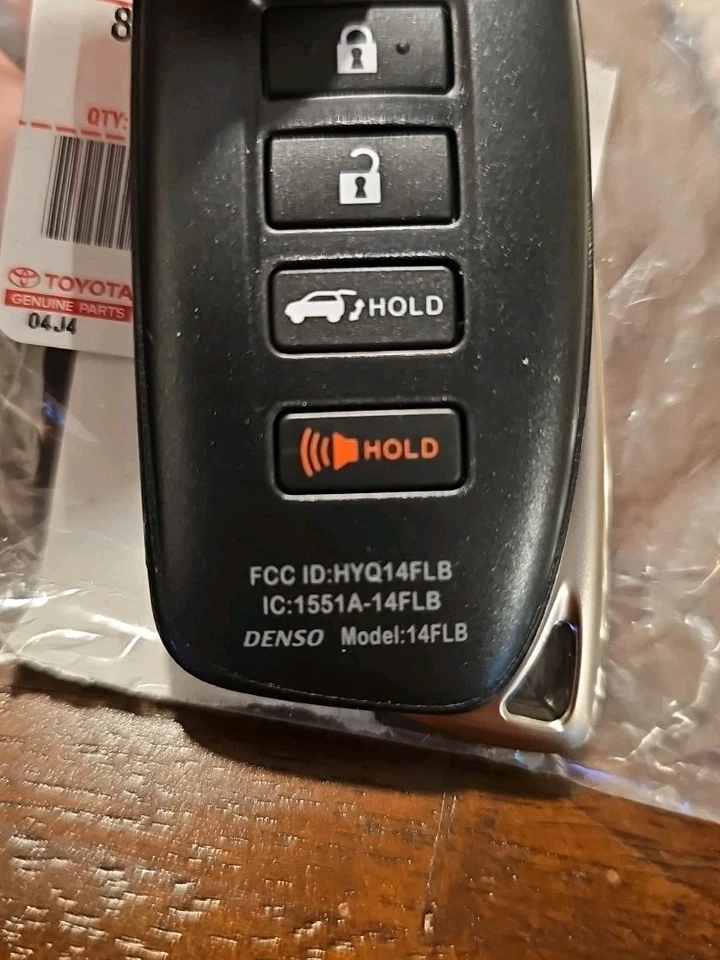 8
QTY:
TOYOTA
GENUINE PARTS
04J4
HOLD
HOLD
FCC ID:HYQ14FLB
IC:1551A-14FLB
DENSO Model:14FLB